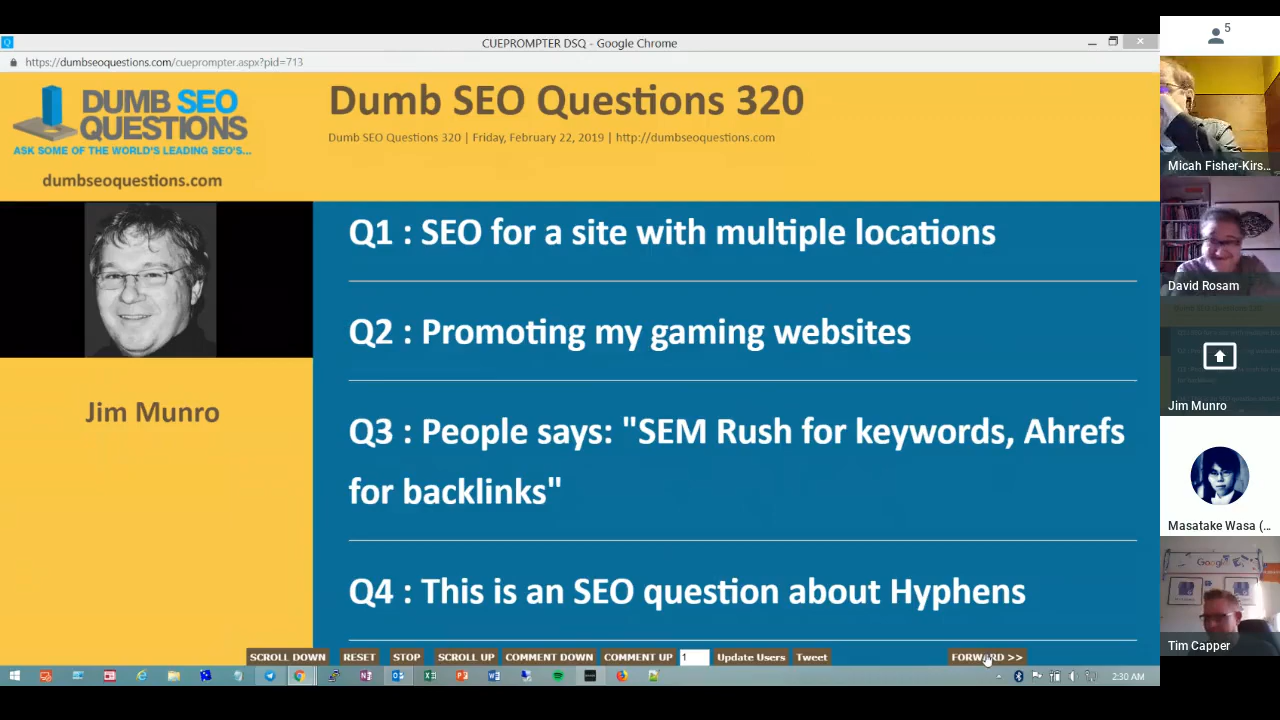 CUEPROMPTER DSQ - Google Chrome
https://dumbseoquestions.com/cueprompter.aspx?pid=713
5
DUMB SEO
QUESTIONS
ASK SOME OF THE WORLD'S LEADING SEO'S...
dumbseoquestions.com
Dumb SEO Questions 320
Dumb SEO Questions 320 | Friday, February 22, 2019 | http://dumbseoquestions.com
Jim Munro
Q1 : SEO for a site with multiple locations
Q2 : Promoting my gaming websites
Q3 : People says: "SEM Rush for keywords, Ahrefs
for backlinks"
Q4 : This is an SEO question about Hyphens
SCROLL DOWN RESET STOP SCROLL UP COMMENT DOWN COMMENT UP 1 Update Users Tweet FORWARD >>
2:30 AM
Micah Fisher-Kirs...
David Rosam
Jim Munro
Masatake Wasa (...
Google
Tim Capper